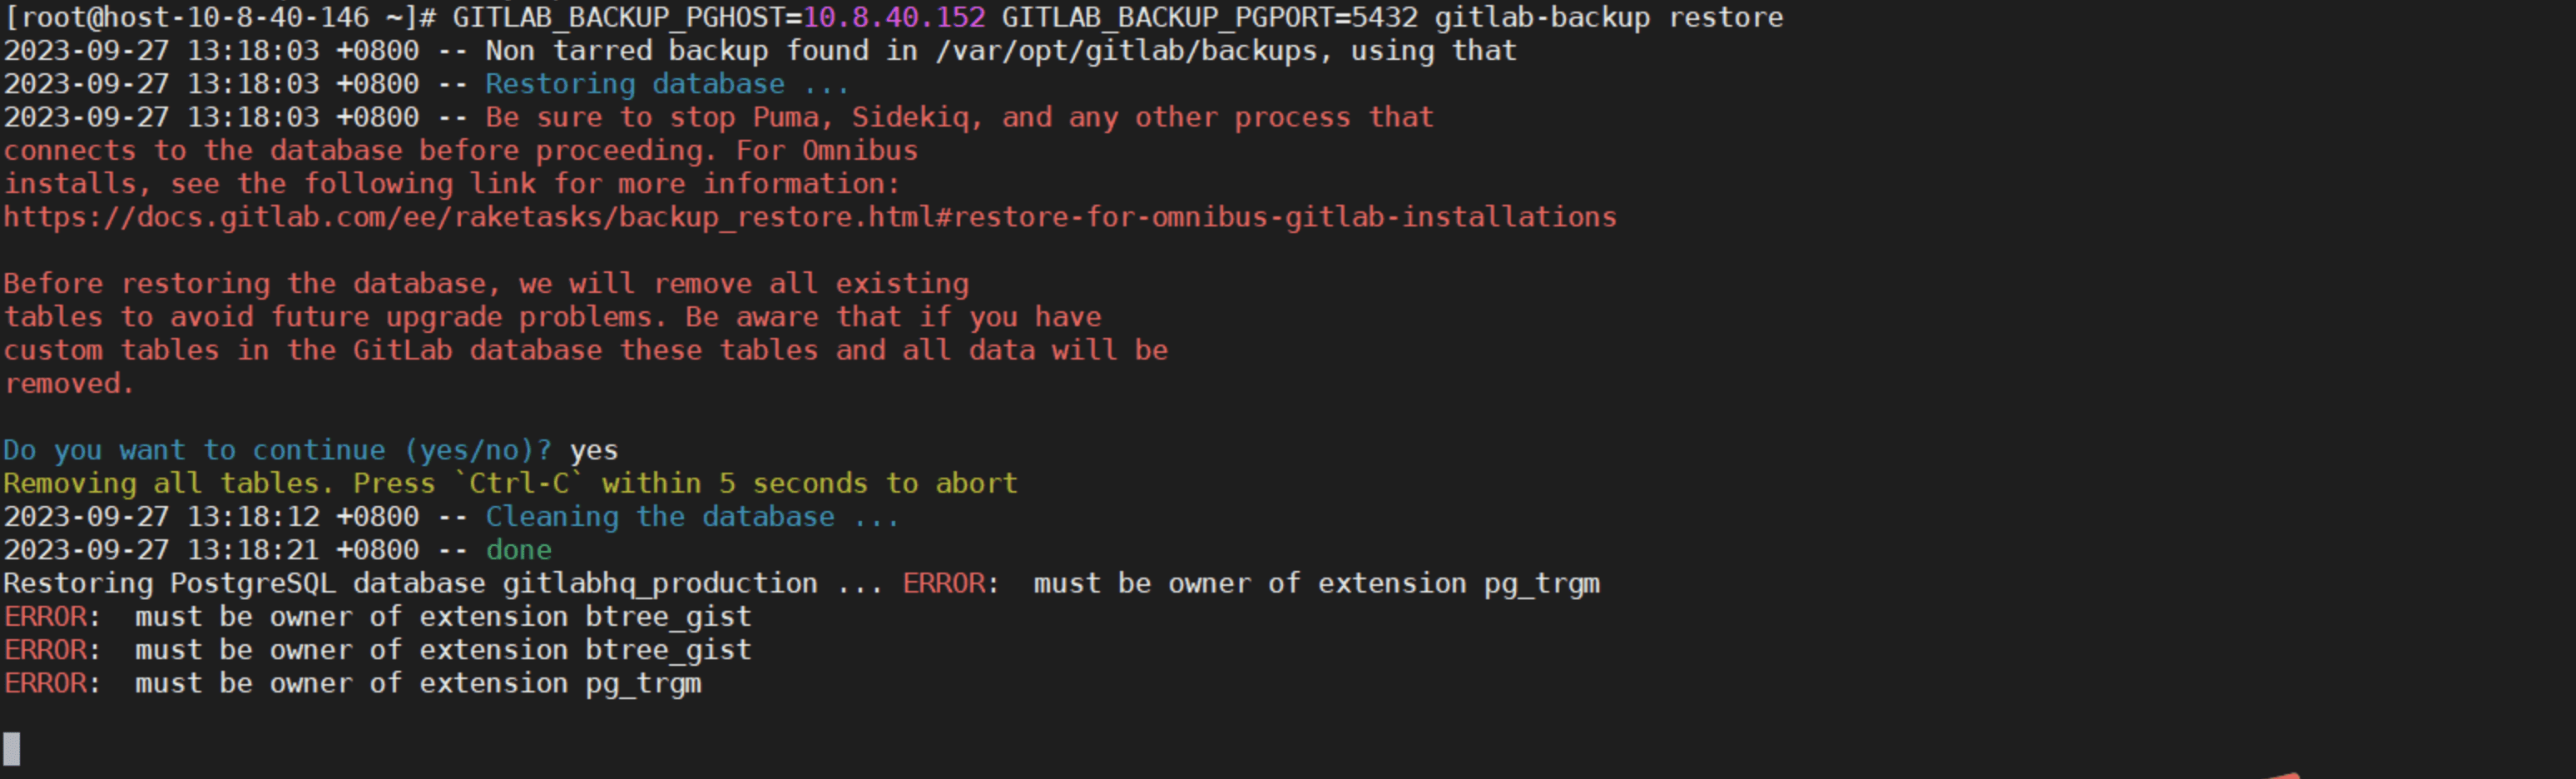 [root@host-10-8-40-146 ~]# GITLAB_BACKUP_PGHOST=10.8.40.152 GITLAB_BACKUP_PGPORT=5432 gitlab-backup restore
2023-09-27 13:18:03 +0800 -- Non tarred backup found in /var/opt/gitlab/backups, using that
2023-09-27 13:18:03 +0800 -- Restoring database ...
2023-09-27 13:18:03 +0800 -- Be sure to stop Puma, Sidekiq, and any other process that
connects to the database before proceeding. For Omnibus
installs, see the following link for more information:
https://docs.gitlab.com/ee/raketasks/backup_restore.html#restore-for-omnibus-gitlab-installations
Before restoring the database, we will remove all existing
tables to avoid future upgrade problems. Be aware that if you have
custom tables in the GitLab database these tables and all data will be
removed.
Do you want to continue (yes/no)? yes
Removing all tables. Press `Ctrl-C` within 5 seconds to abort
2023-09-27 13:18:12 +0800 -- Cleaning the database ...
2023-09-27 13:18:21 +0800 -- done
Restoring PostgreSQL database gitlabhq_production ... ERROR:  must be owner of extension pg_trgm
ERROR:  must be owner of extension btree_gist
ERROR:  must be owner of extension btree_gist
ERROR:  must be owner of extension pg_trgm